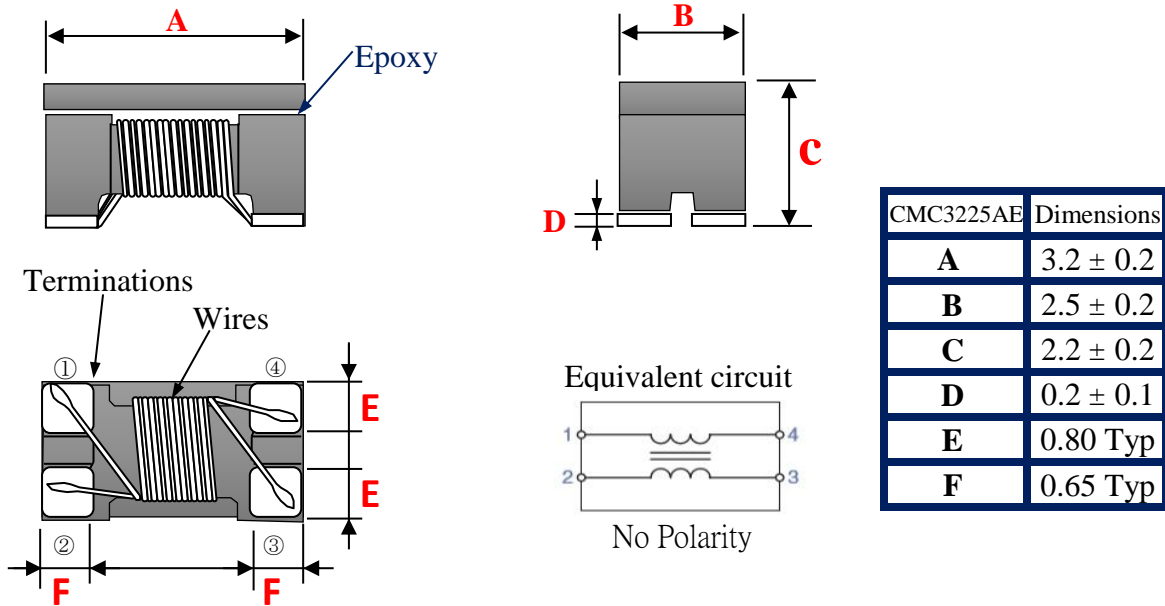 A
Epoxy
B
C
D
Terminations
Wires
① ④
E
E
② ③
F F
Equivalent circuit
1 4
2 3
No Polarity
CMC3225AE Dimensions
A 3.2 ± 0.2
B 2.5 ± 0.2
C 2.2 ± 0.2
D 0.2 ± 0.1
E 0.80 Typ
F 0.65 Typ